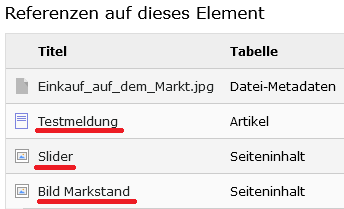 Referenzen auf dieses Element
Titel Tabelle
Einkauf_auf_dem_Markt.jpg Datei-Metadaten
Testmeldung Artikel
Slider Seiteninhalt
Bild Markstand Seiteninhalt